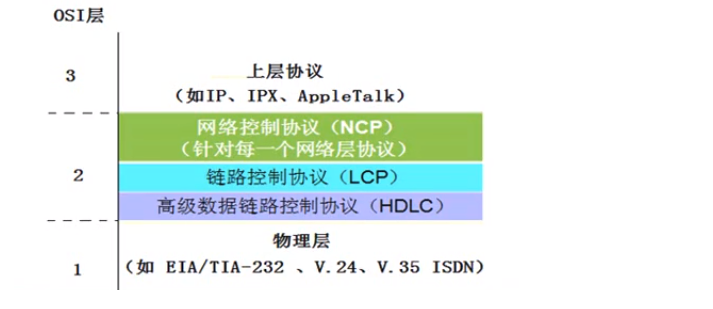 OSI层
3
上层协议
（如IP、IPX、AppleTalk）
网络控制协议（NCP）
（针对每一个网络层协议）
2
链路控制协议（LCP）
高级数据链路控制协议（HDLC）
物理层
1
（如 EIA/TIA-232 、V.24、V.35 ISDN）